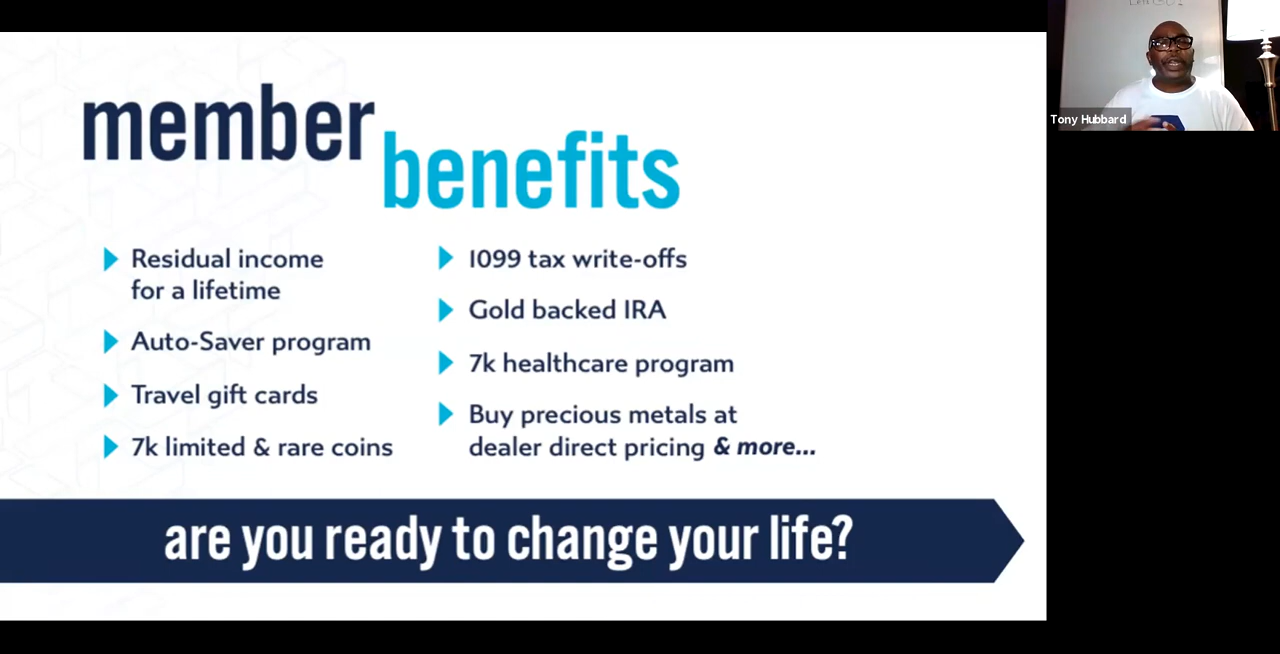 member
benefits
Residual income
for a lifetime
Auto-Saver program
Travel gift cards
7k limited & rare coins
1099 tax write-offs
Gold backed IRA
7k healthcare program
Buy precious metals at
dealer direct pricing & more...
are you ready to change your life?
Tony Hubbard